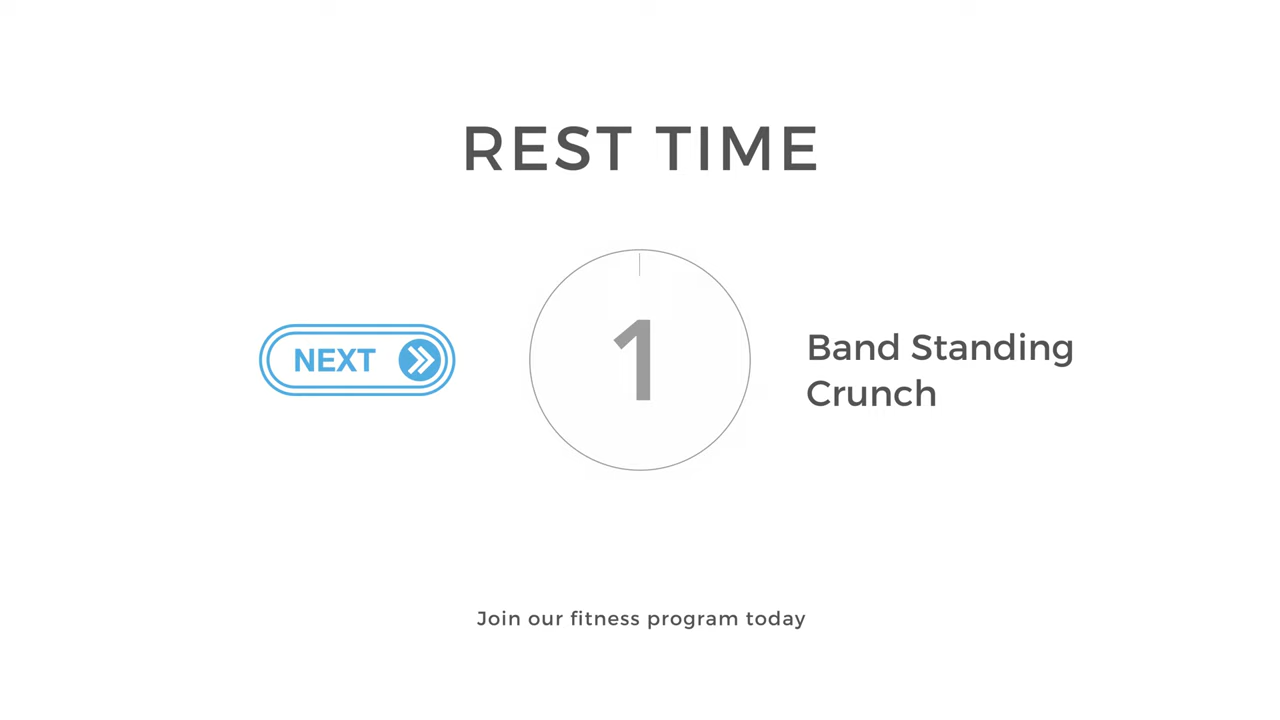 REST TIME
NEXT
1
Band Standing
Crunch
Join our fitness program today